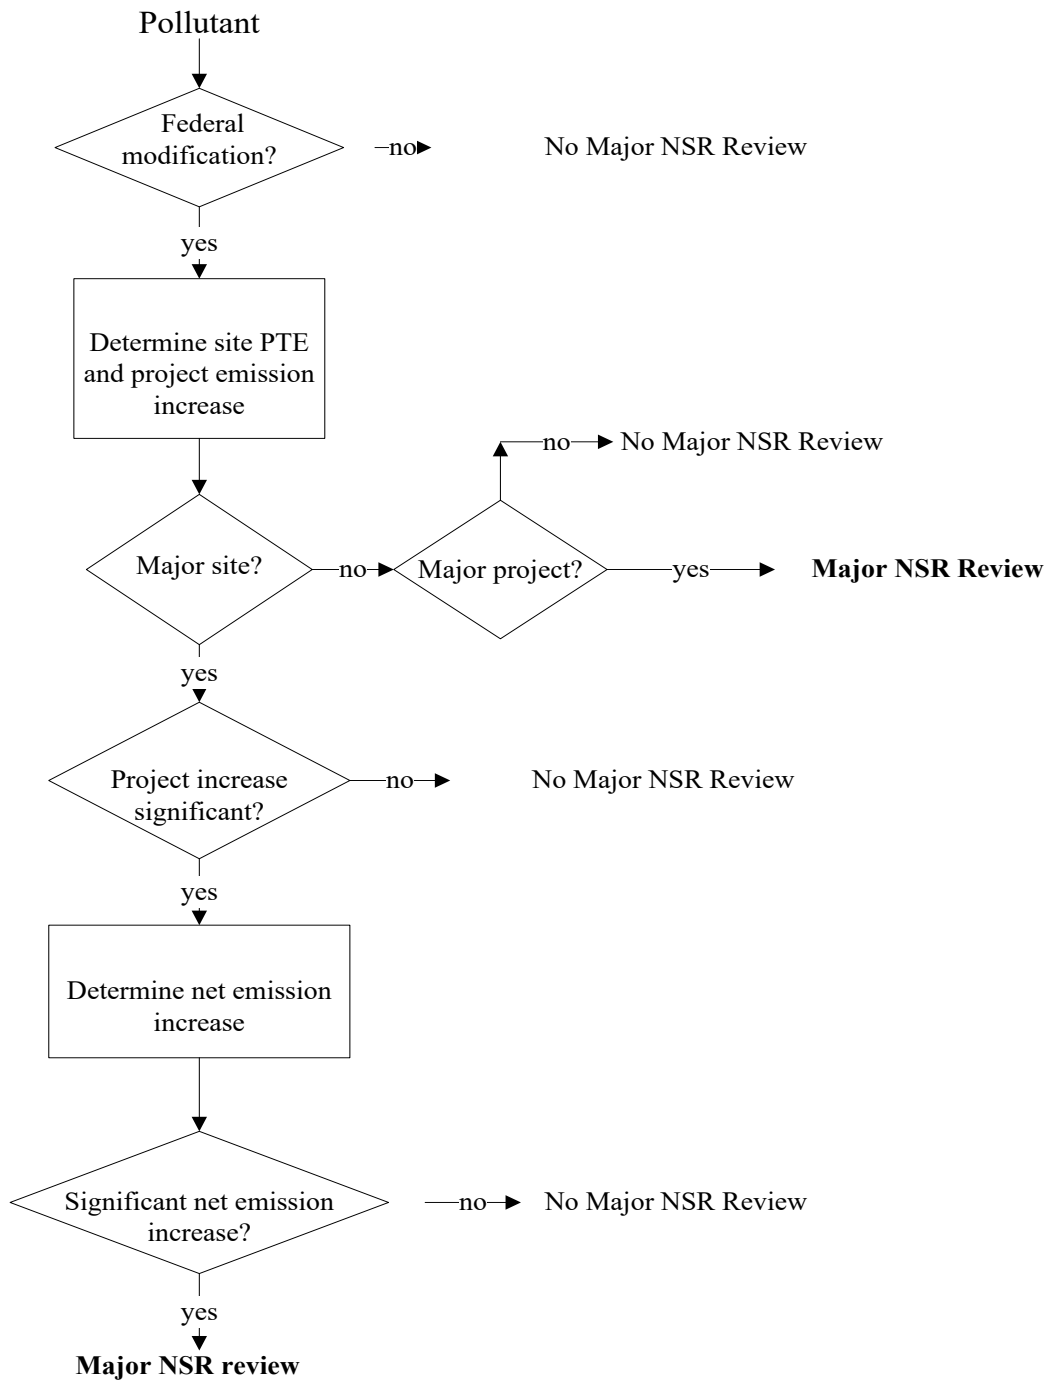 Pollutant
Federal
modification?
no
No Major NSR Review
yes
Determine site PTE
and project emission
increase
no
No Major NSR Review
Major site?
no
Major project?
yes
Major NSR Review
yes
Project increase
significant?
no
No Major NSR Review
yes
Determine net emission
increase
Significant net emission
increase?
no
No Major NSR Review
yes
Major NSR review